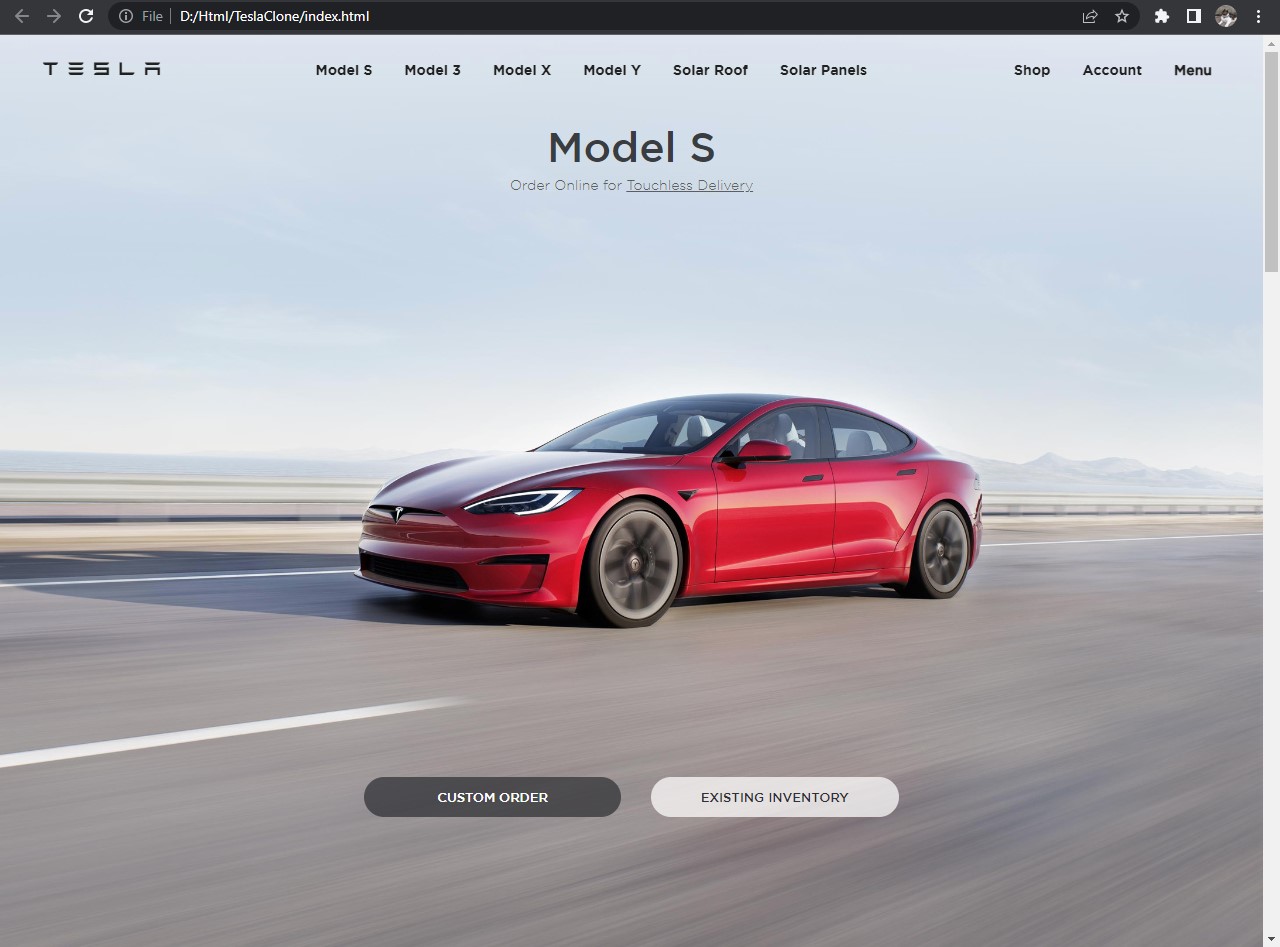 File D:/Html/TeslaClone/index.html
TESLA Model S Model 3 Model X Model Y Solar Roof Solar Panels Shop Account Menu
Model S
Order Online for Touchless Delivery
CUSTOM ORDER EXISTING INVENTORY